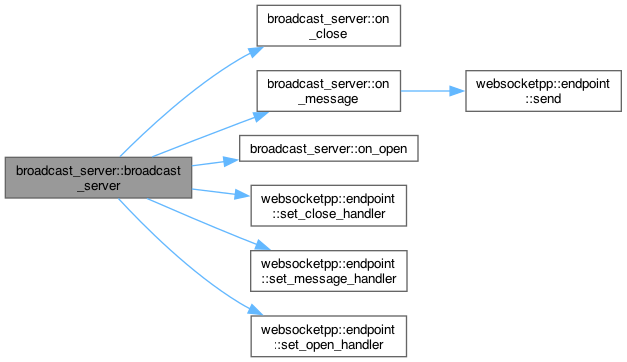 broadcast_server::on
_close
broadcast_server::on
_message
websocketpp::endpoint
::send
broadcast_server::on_open
broadcast_server::broadcast
_server
websocketpp::endpoint
::set_close_handler
websocketpp::endpoint
::set_message_handler
websocketpp::endpoint
::set_open_handler